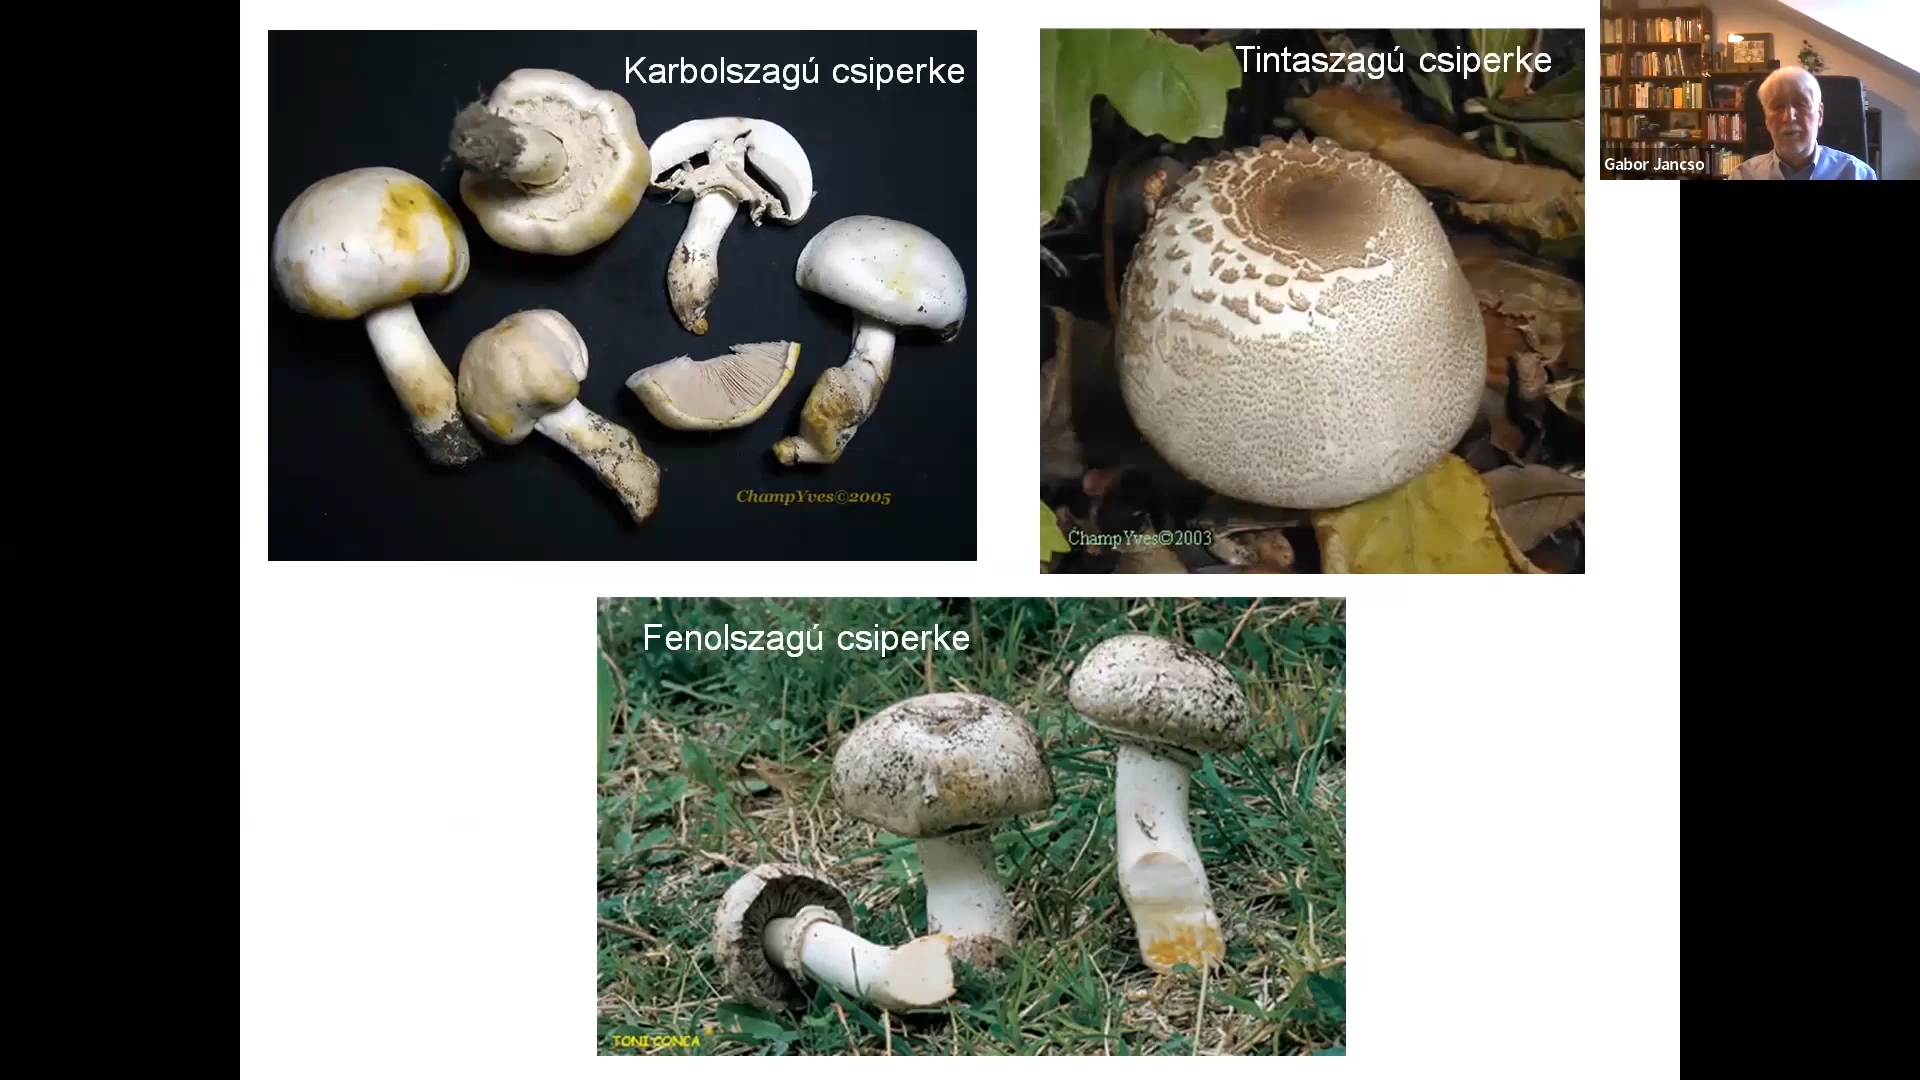 Karbolszagú csiperke
Tintaszagú csiperke
Gabor Jancso
ChampYves©2005
ChampYves©2003
Fenolszagú csiperke
TONI CONCA